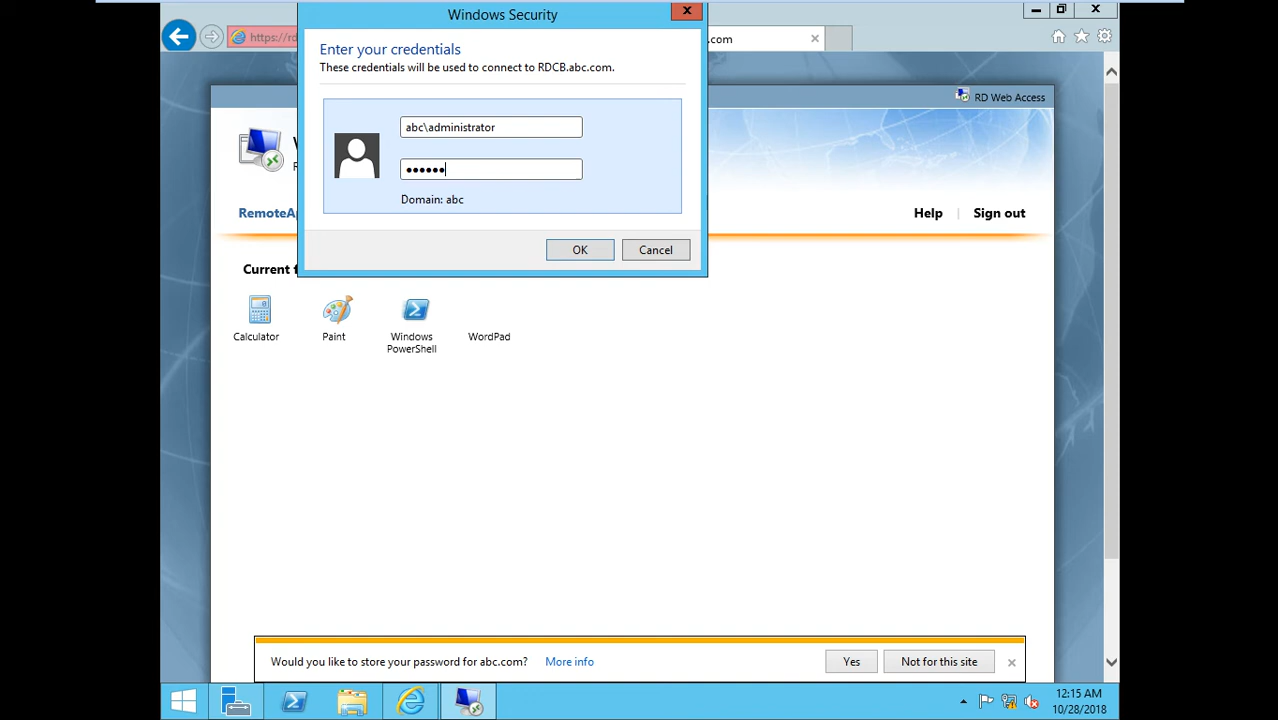 Windows Security
https://rd
.com
Enter your credentials
These credentials will be used to connect to RDCB.abc.com.
RD Web Access
abc\administrator
••••••
Domain: abc
RemoteAp
Help | Sign out
OK
Cancel
Current f
Calculator
Paint
Windows
PowerShell
WordPad
Would you like to store your password for abc.com?
More info
Yes
Not for this site
12:15 AM
10/28/2018